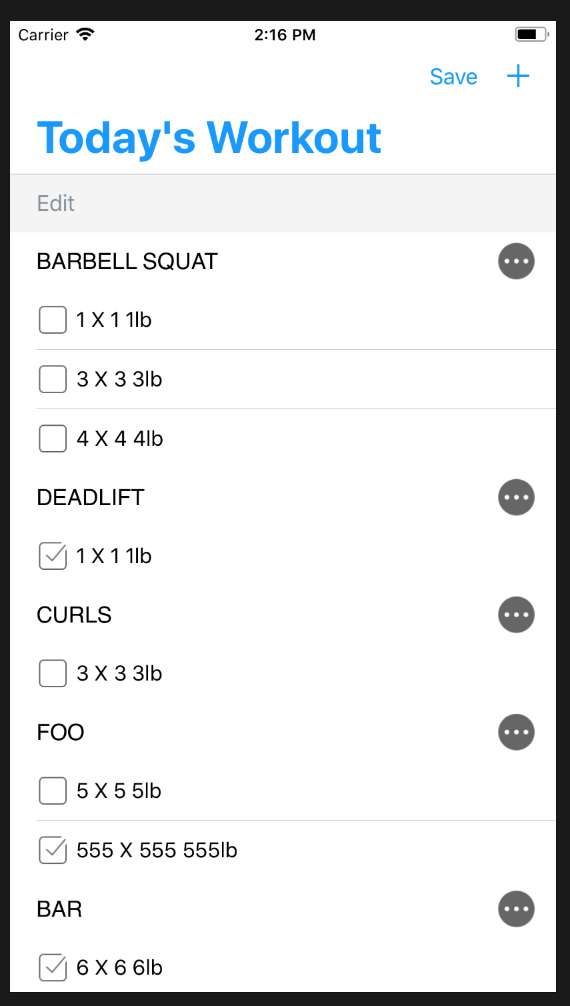 Carrier 2:16 PM
Save +
Today's Workout
Edit
BARBELL SQUAT
1 X 1 1lb
3 X 3 3lb
4 X 4 4lb
DEADLIFT
1 X 1 1lb
CURLS
3 X 3 3lb
FOO
5 X 5 5lb
555 X 555 555lb
BAR
6 X 6 6lb